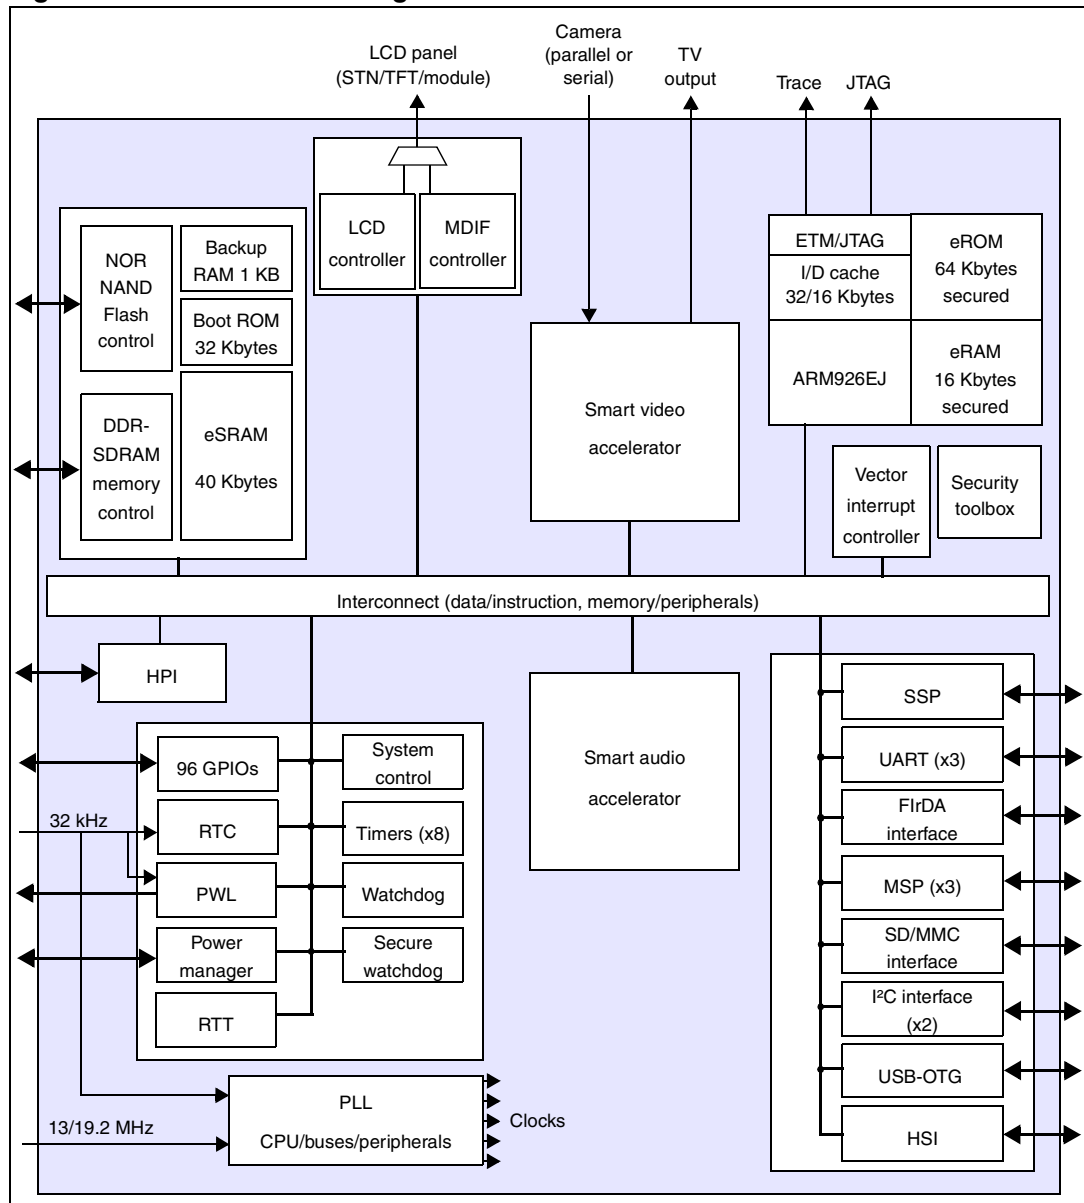 LCD panel
(STN/TFT/module)
Camera
(parallel or
serial)
TV
output
Trace
JTAG
LCD
controller
MDIF
controller
NOR
NAND
Flash
control
Backup
RAM 1 KB
Boot ROM
32 Kbytes
DDR-
SDRAM
memory
control
eSRAM
40 Kbytes
Smart video
accelerator
ETM/JTAG
I/D cache
32/16 Kbytes
ARM926EJ
eROM
64 Kbytes
secured
eRAM
16 Kbytes
secured
Vector
interrupt
controller
Security
toolbox
Interconnect (data/instruction, memory/peripherals)
HPI
96 GPIOs
System
control
32 kHz
RTC
Timers (x8)
PWL
Watchdog
Power
manager
Secure
watchdog
RTT
Smart audio
accelerator
SSP
UART (x3)
FIrDA
interface
MSP (x3)
SD/MMC
interface
I²C interface
(x2)
USB-OTG
HSI
13/19.2 MHz
PLL
CPU/buses/peripherals
Clocks